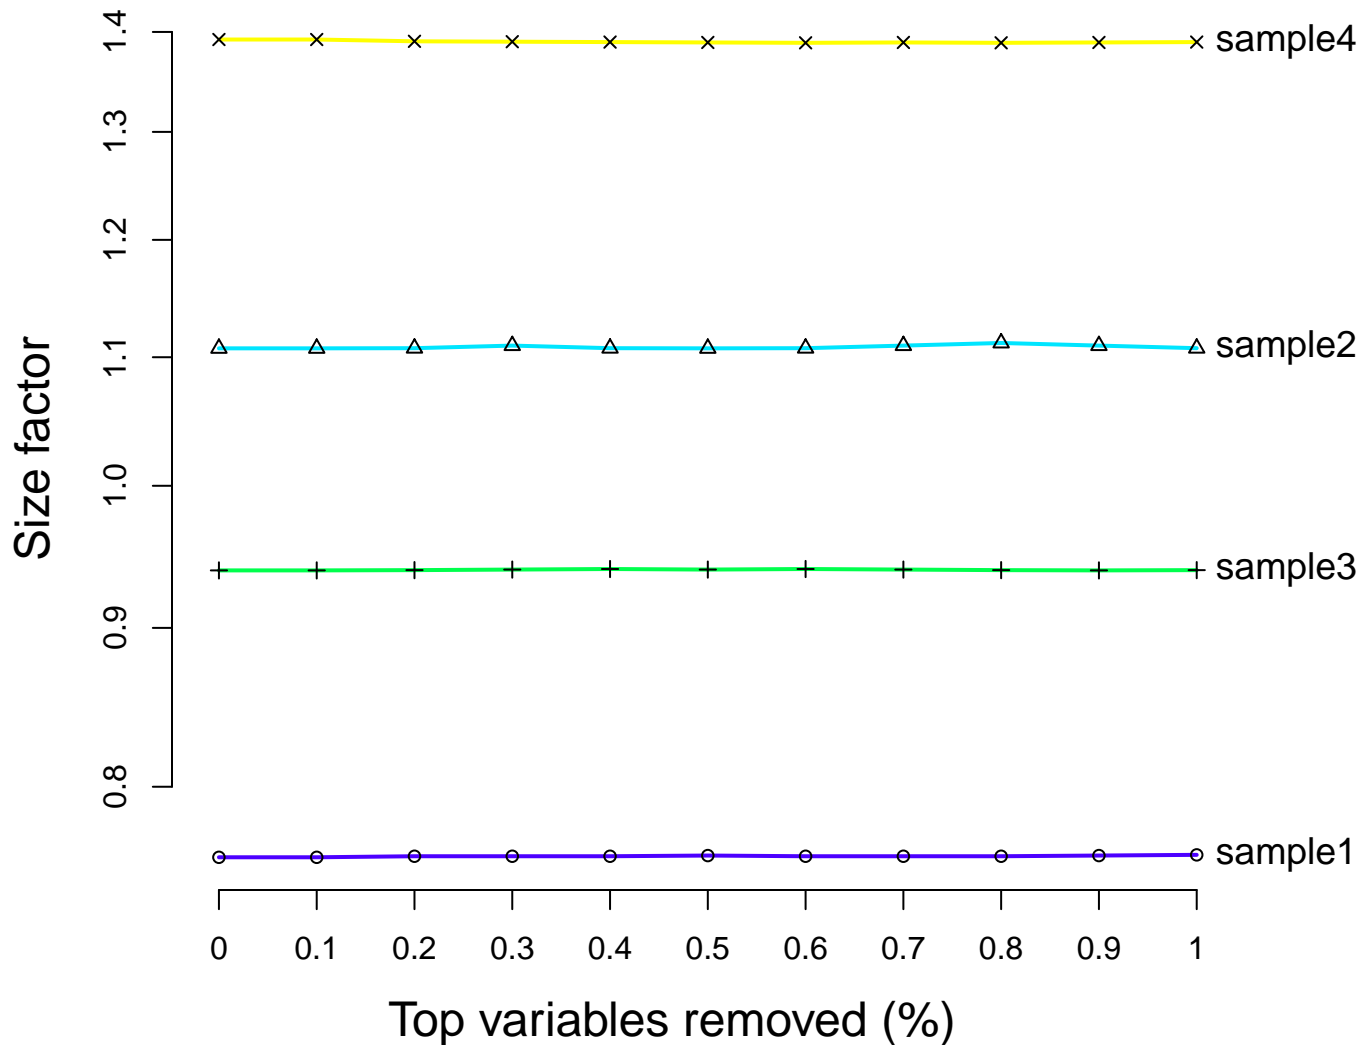 1.4
1.3
1.2
1.1
1.0
0.9
0.8
Size factor
sample4
sample2
sample3
sample1
0 0.1 0.2 0.3 0.4 0.5 0.6 0.7 0.8 0.9 1
Top variables removed (%)